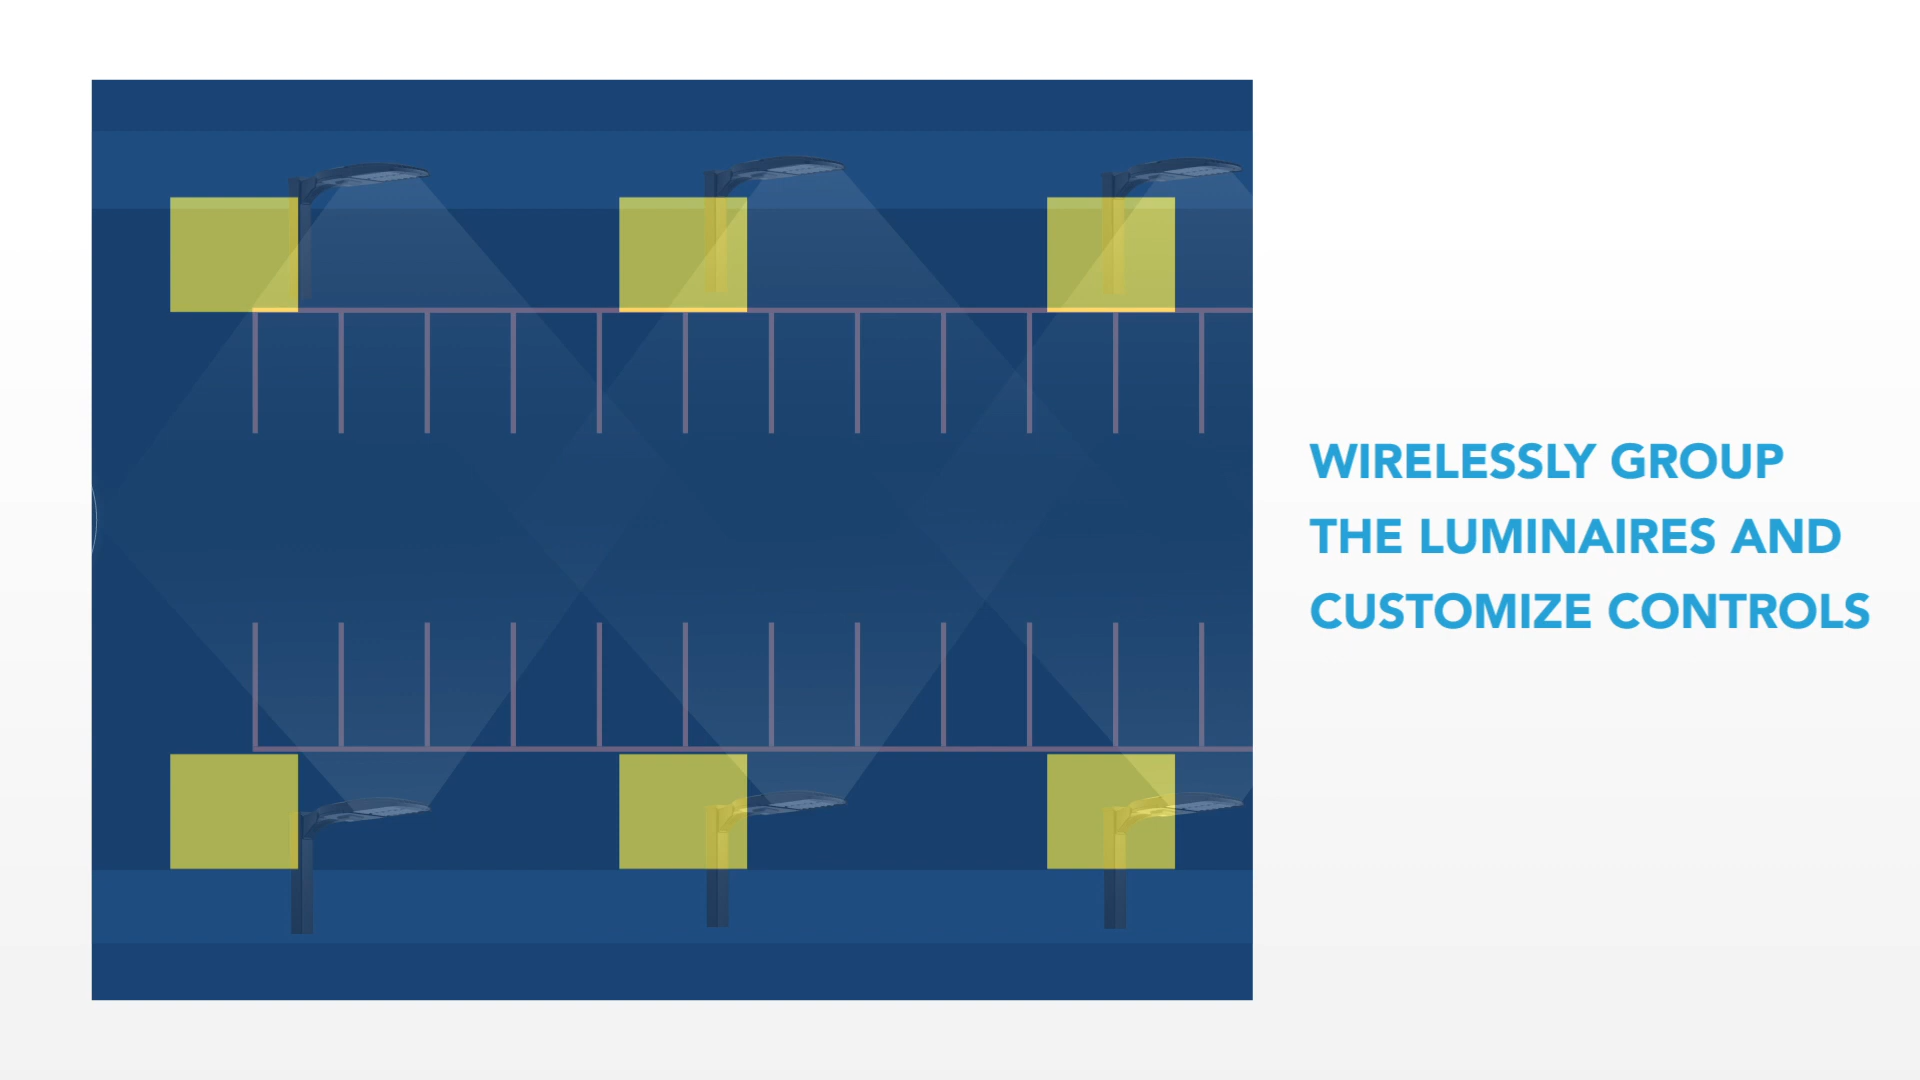 WIRELESSLY GROUP
THE LUMINAIRES AND
CUSTOMIZE CONTROLS